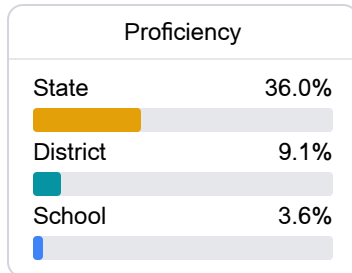 Proficiency
State 36.0%
District 9.1%
School 3.6%